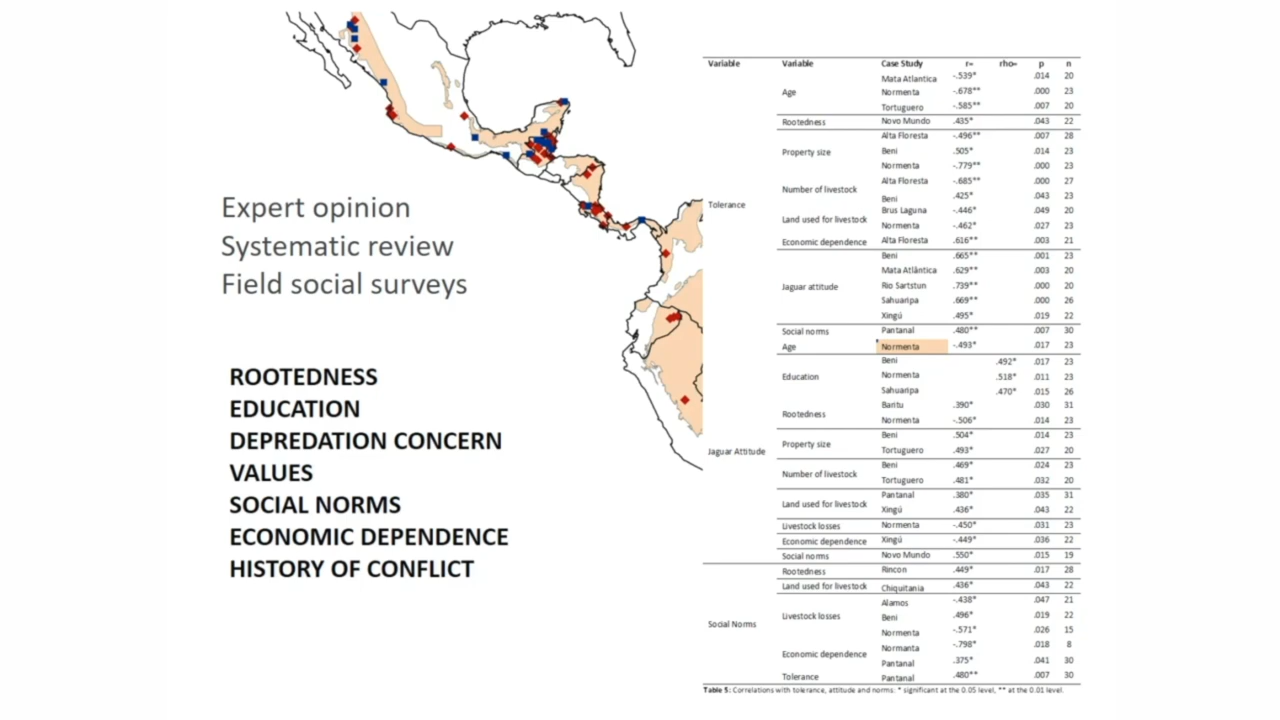 Expert opinion
Systematic review
Field social surveys
ROOTEDNESS
EDUCATION
DEPREDATION CONCERN
VALUES
SOCIAL NORMS
ECONOMIC DEPENDENCE
HISTORY OF CONFLICT
Variable Variable Case Study r= rho= p n
Tolerance
Age
Mata Atlantica -.539* .014 20
Normenta -.678** .000 23
Tortuguero -.585** .007 20
Rootedness Novo Mundo .435* .043 22
Property size
Alta Floresta -.496** .007 28
Beni .505* .014 23
Normenta -.779** .000 23
Number of livestock
Alta Floresta -.685** .000 27
Beni .425* .043 23
Land used for livestock
Brus Laguna -.446* .049 20
Normenta -.462* .027 23
Economic dependence Alta Floresta .616** .003 21
Jaguar attitude
Beni .665** .001 23
Mata Atlântica .629** .003 20
Rio Sartstun .739** .000 20
Sahuaripa .669** .000 26
Xingú .495* .019 22
Social norms Pantanal .480** .007 30
Jaguar Attitude
Age Normenta -.493* .017 23
Education
Beni .492* .017 23
Normenta .518* .011 23
Sahuaripa .470* .015 26
Rootedness
Baritu .390* .030 31
Normenta -.506* .014 23
Property size
Beni .504* .014 23
Tortuguero .493* .027 20
Number of livestock
Beni .469* .024 23
Tortuguero .481* .032 20
Land used for livestock
Pantanal .380* .035 31
Xingú .436* .043 22
Livestock losses Normenta -.450* .031 23
Economic dependence Xingú -.449* .036 22
Social norms Novo Mundo .550* .015 19
Social Norms
Rootedness Rincon .449* .017 28
Land used for livestock Chiquitania .436* .043 22
Livestock losses
Alamos -.438* .047 21
Beni .496* .019 22
Normenta -.571* .026 15
Economic dependence
Normanta -.798* .018 8
Pantanal .375* .041 30
Tolerance Pantanal .480** .007 30
Table 5: Correlations with tolerance, attitude and norms: * significant at the 0.05 level, ** at the 0.01 level.